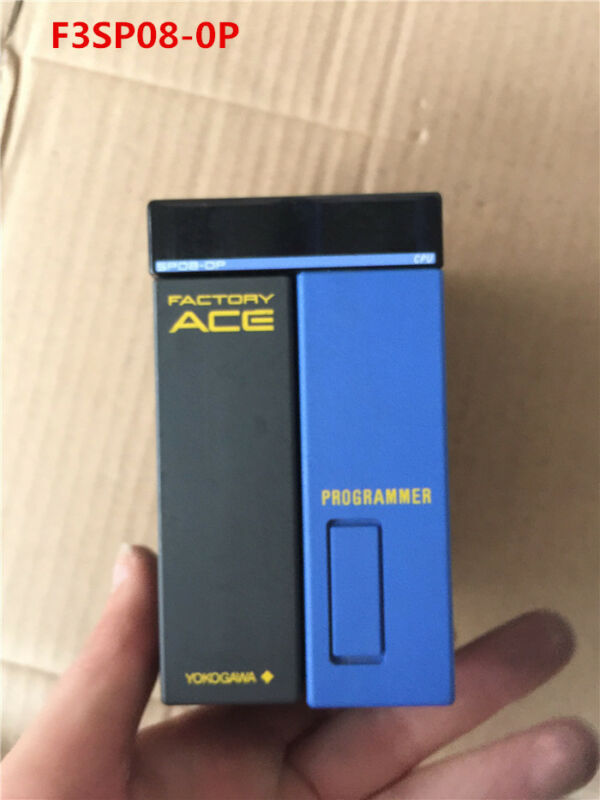 F3SP08-0P
SP08-0P CPU
FACTORY
ACE
PROGRAMMER
YOKOGAWA